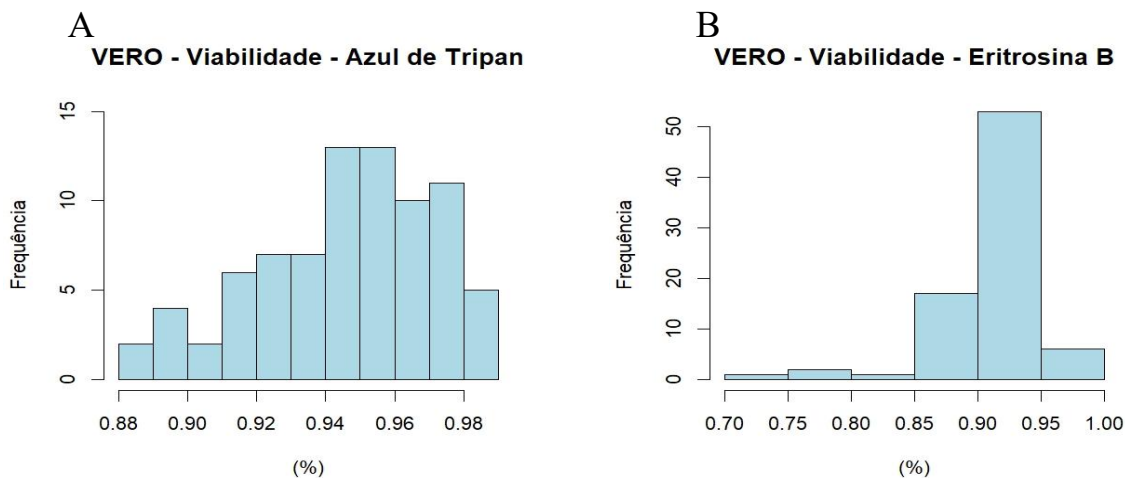 A
VERO - Viabilidade - Azul de Tripan
Frequência
15
10
5
0
0.88 0.90 0.92 0.94 0.96 0.98
(%)
B
VERO - Viabilidade - Eritrosina B
Frequência
50
40
30
20
10
0
0.70 0.75 0.80 0.85 0.90 0.95 1.00
(%)